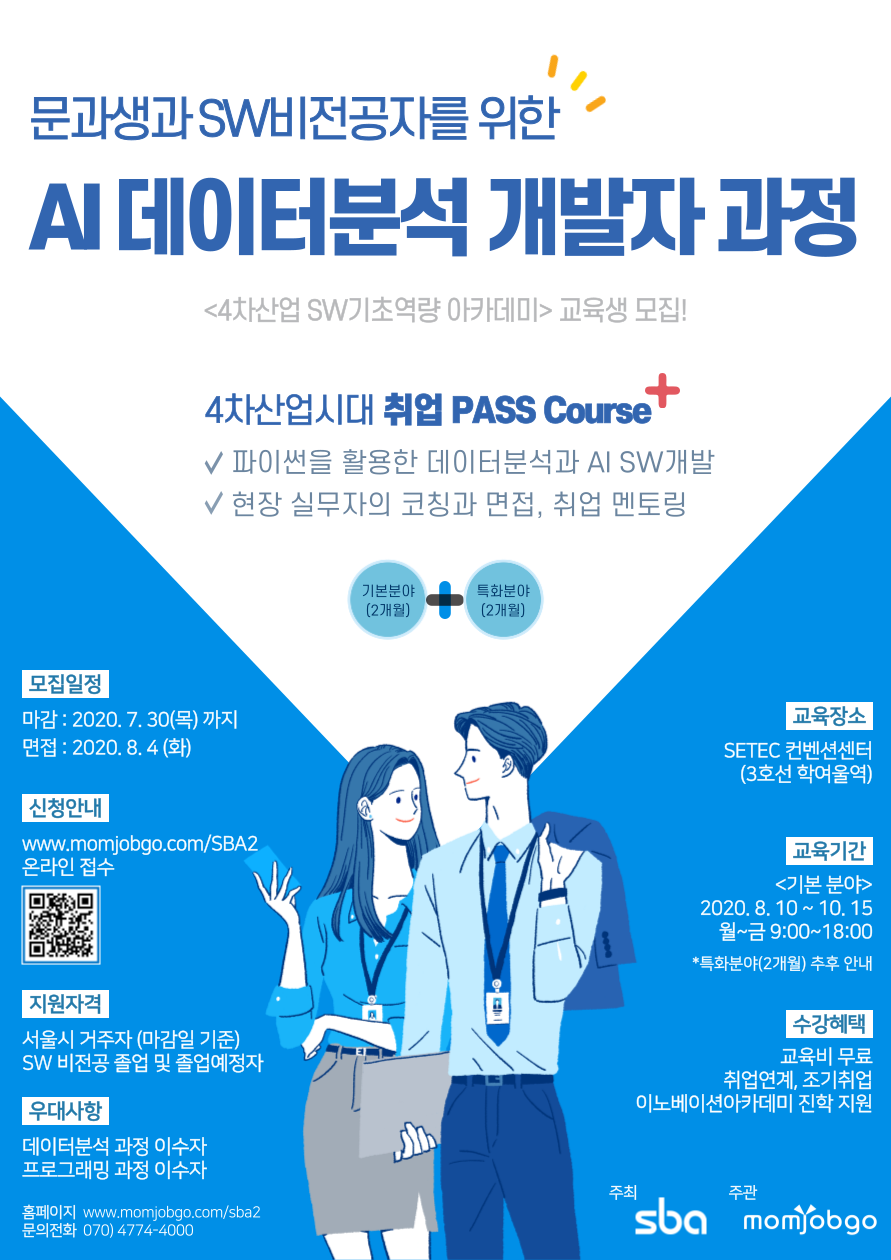 문과생과 SW비전공자를 위한
AI 데이터분석 개발자 과정
<4차산업 SW기초역량 아카데미> 교육생 모집!
4차산업시대 취업 PASS Course
파이썬을 활용한 데이터분석과 AI SW개발
현장 실무자의 코칭과 면접, 취업 멘토링
기본분야
(2개월)
특화분야
(2개월)
모집일정
마감 : 2020. 7. 30(목) 까지
면접 : 2020. 8. 4 (화)
신청안내
www.momjobgo.com/SBA2
온라인 접수
지원자격
서울시 거주자 (마감일 기준)
SW 비전공 졸업 및 졸업예정자
우대사항
데이터분석 과정 이수자
프로그래밍 과정 이수자
홈페이지 www.momjobgo.com/sba2
문의전화 070) 4774-4000
교육장소
SETEC 컨벤션센터
(3호선 학여울역)
교육기간
<기본 분야>
2020. 8. 10 ~ 10. 15
월~금 9:00~18:00
*특화분야(2개월) 추후 안내
수강혜택
교육비 무료
취업연계, 조기취업
이노베이션아카데미 진학 지원
주최
sba
주관
momjobgo